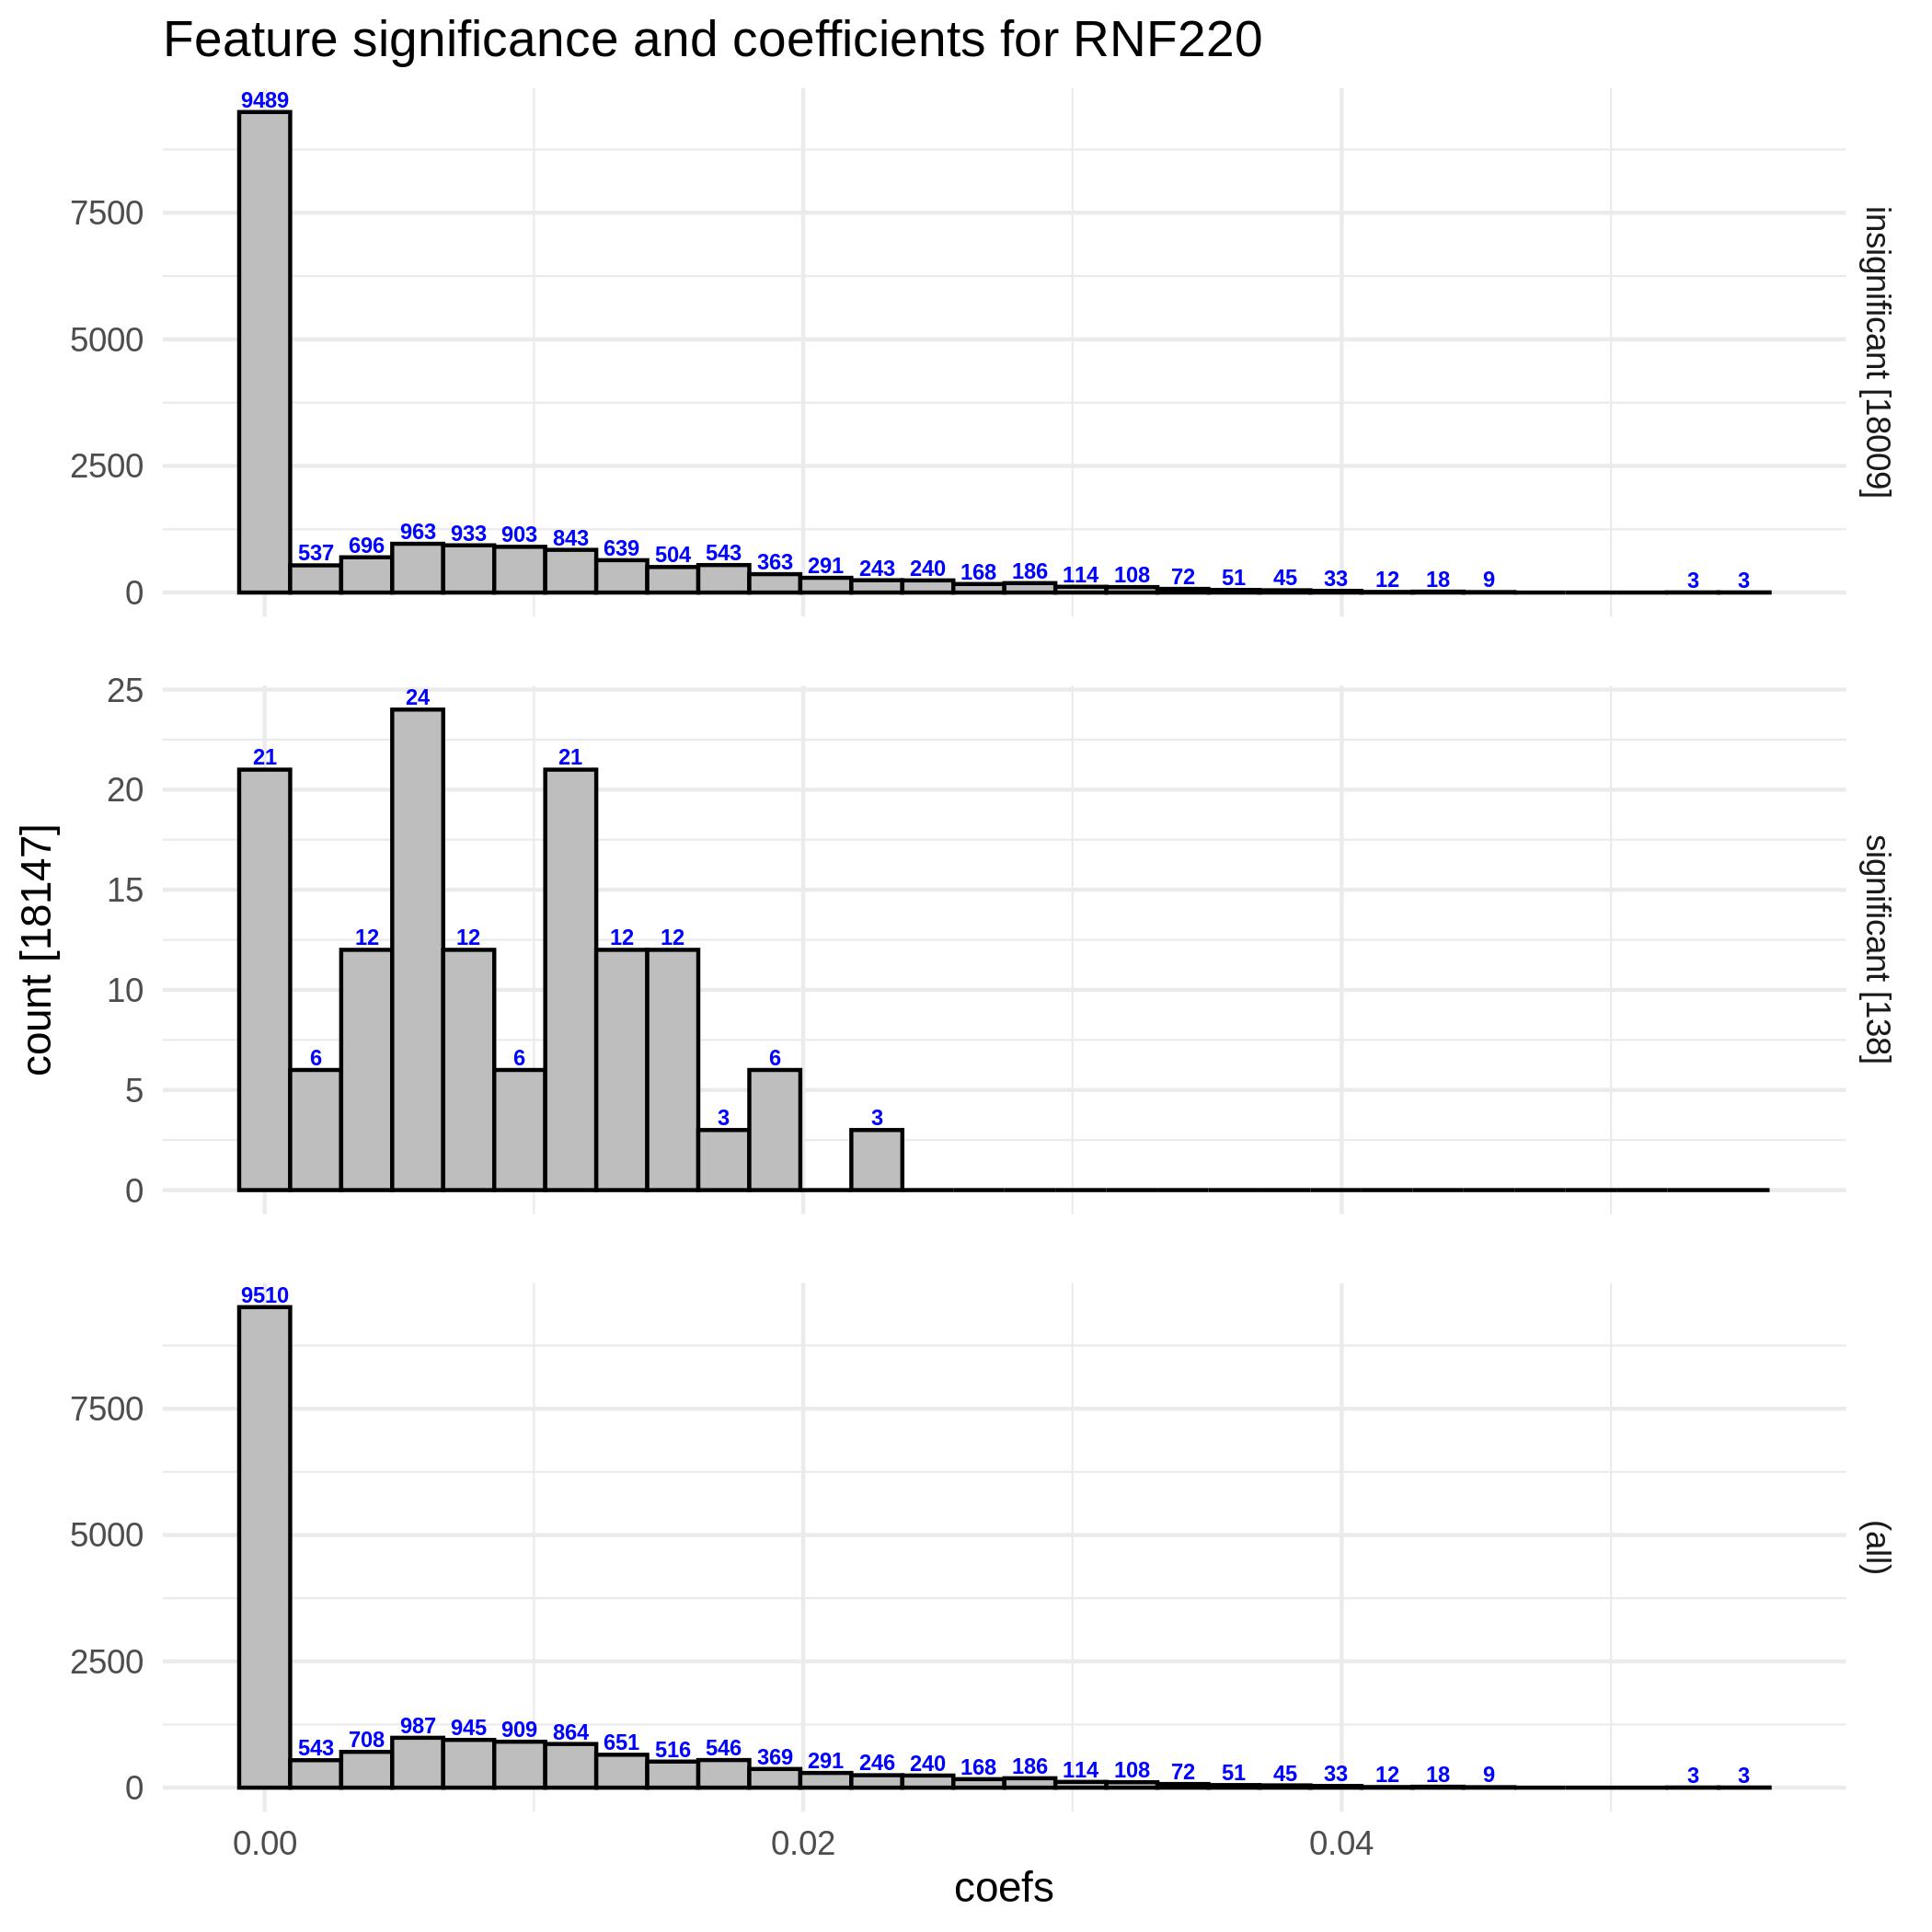 Feature significance and coefficients for RNF220
9489
7500
5000
2500
0
537 696 963 933 903 843 639 504 543 363 291 243 240 168 186 114 108 72 51 45 33 12 18 9 3 3
insignificant [18009]
count [18147]
25
20
15
10
5
0
21 6 12 24 12 6 21 12 12 3 6 3
significant [138]
9510
7500
5000
2500
0
543 708 987 945 909 864 651 516 546 369 291 246 240 168 186 114 108 72 51 45 33 12 18 9 3 3
(all)
0.00 0.02 0.04
coefs